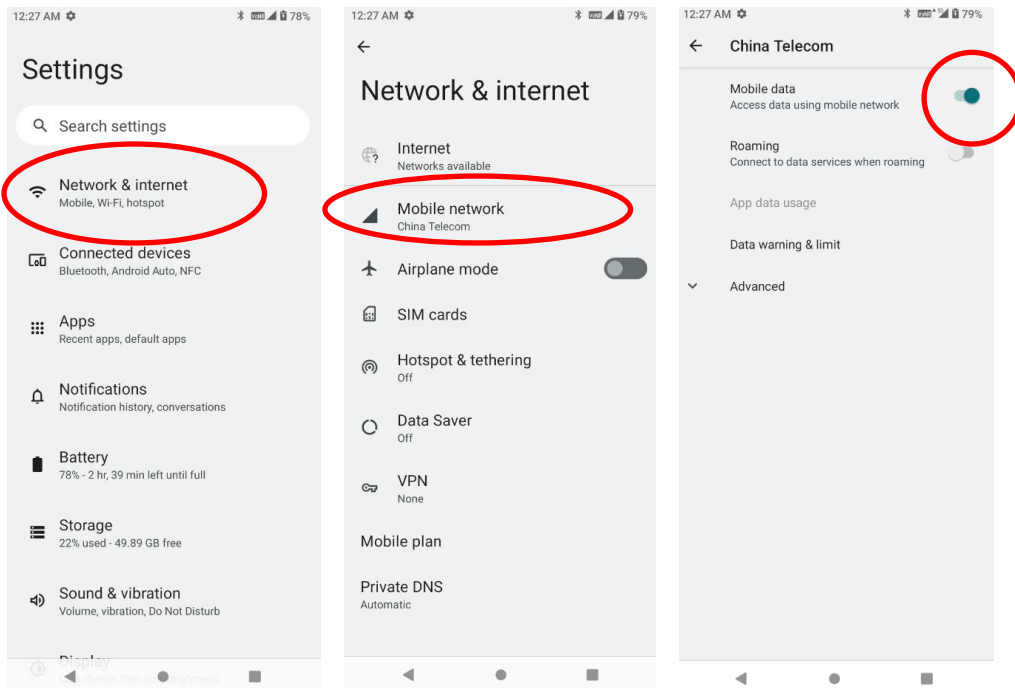 12:27 AM 78%
Settings
Search settings
Network & internet
Mobile, Wi-Fi, hotspot
Connected devices
Bluetooth, Android Auto, NFC
Apps
Recent apps, default apps
Notifications
Notification history, conversations
Battery
78% - 2 hr, 39 min left until full
Storage
22% used - 49.89 GB free
Sound & vibration
Volume, vibration, Do Not Disturb
Display
12:27 AM 79%
Network & internet
Internet
Networks available
Mobile network
China Telecom
Airplane mode
SIM cards
Hotspot & tethering
Off
Data Saver
Off
VPN
None
Mobile plan
Private DNS
Automatic
12:27 AM 79%
China Telecom
Mobile data
Access data using mobile network
Roaming
Connect to data services when roaming
App data usage
Data warning & limit
Advanced